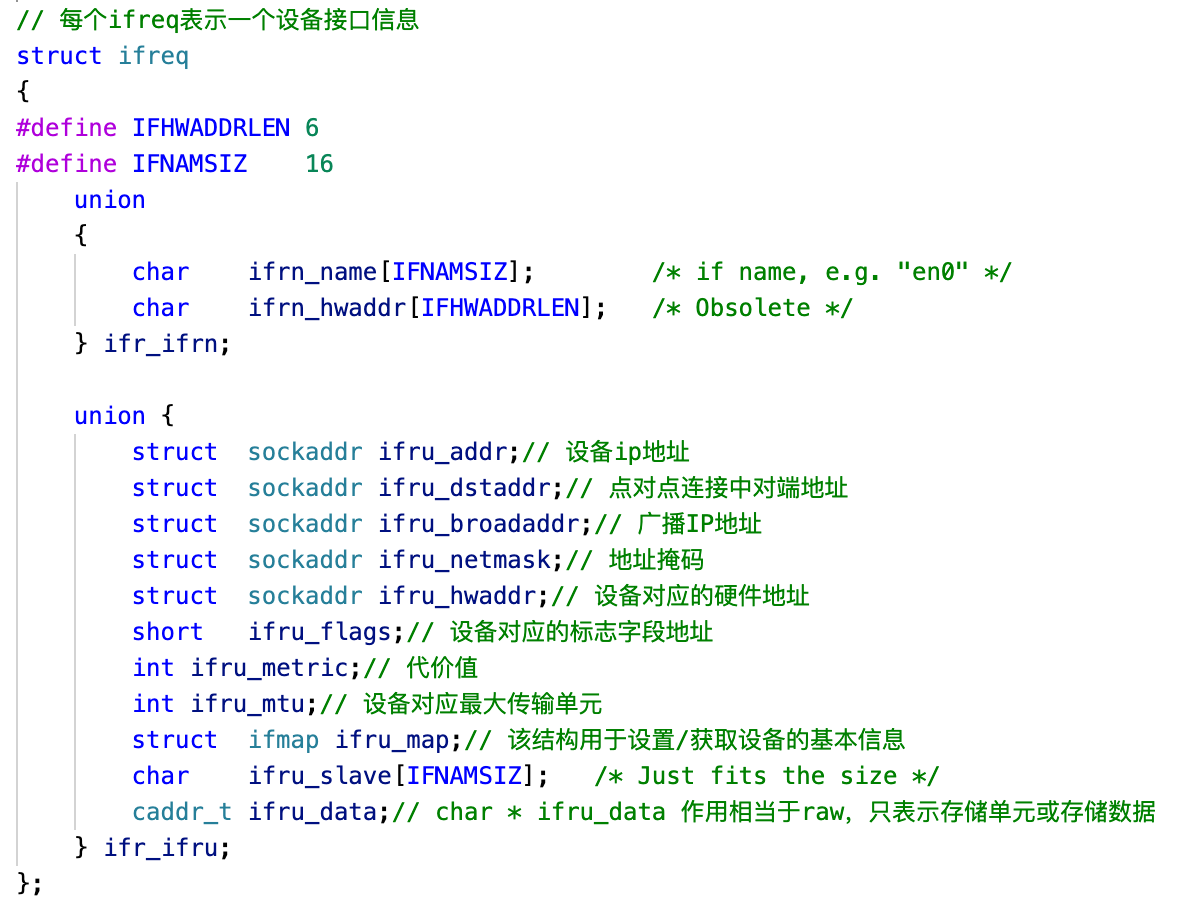 // 每个ifreq表示一个设备接口信息
struct ifreq
{
#define IFHWADDRLEN 6
#define IFNAMSIZ    16
    union
    {
        char    ifrn_name[IFNAMSIZ];        /* if name, e.g. "en0" */
        char    ifrn_hwaddr[IFHWADDRLEN];   /* Obsolete */
    } ifr_ifrn;

    union {
        struct  sockaddr ifru_addr;// 设备ip地址
        struct  sockaddr ifru_dstaddr;// 点对点连接中对端地址
        struct  sockaddr ifru_broadaddr;// 广播IP地址
        struct  sockaddr ifru_netmask;// 地址掩码
        struct  sockaddr ifru_hwaddr;// 设备对应的硬件地址
        short   ifru_flags;// 设备对应的标志字段地址
        int ifru_metric;// 代价值
        int ifru_mtu;// 设备对应最大传输单元
        struct  ifmap ifru_map;// 该结构用于设置/获取设备的基本信息
        char    ifru_slave[IFNAMSIZ];   /* Just fits the size */
        caddr_t ifru_data;// char * ifru_data 作用相当于raw，只表示存储单元或存储数据
    } ifr_ifru;
};